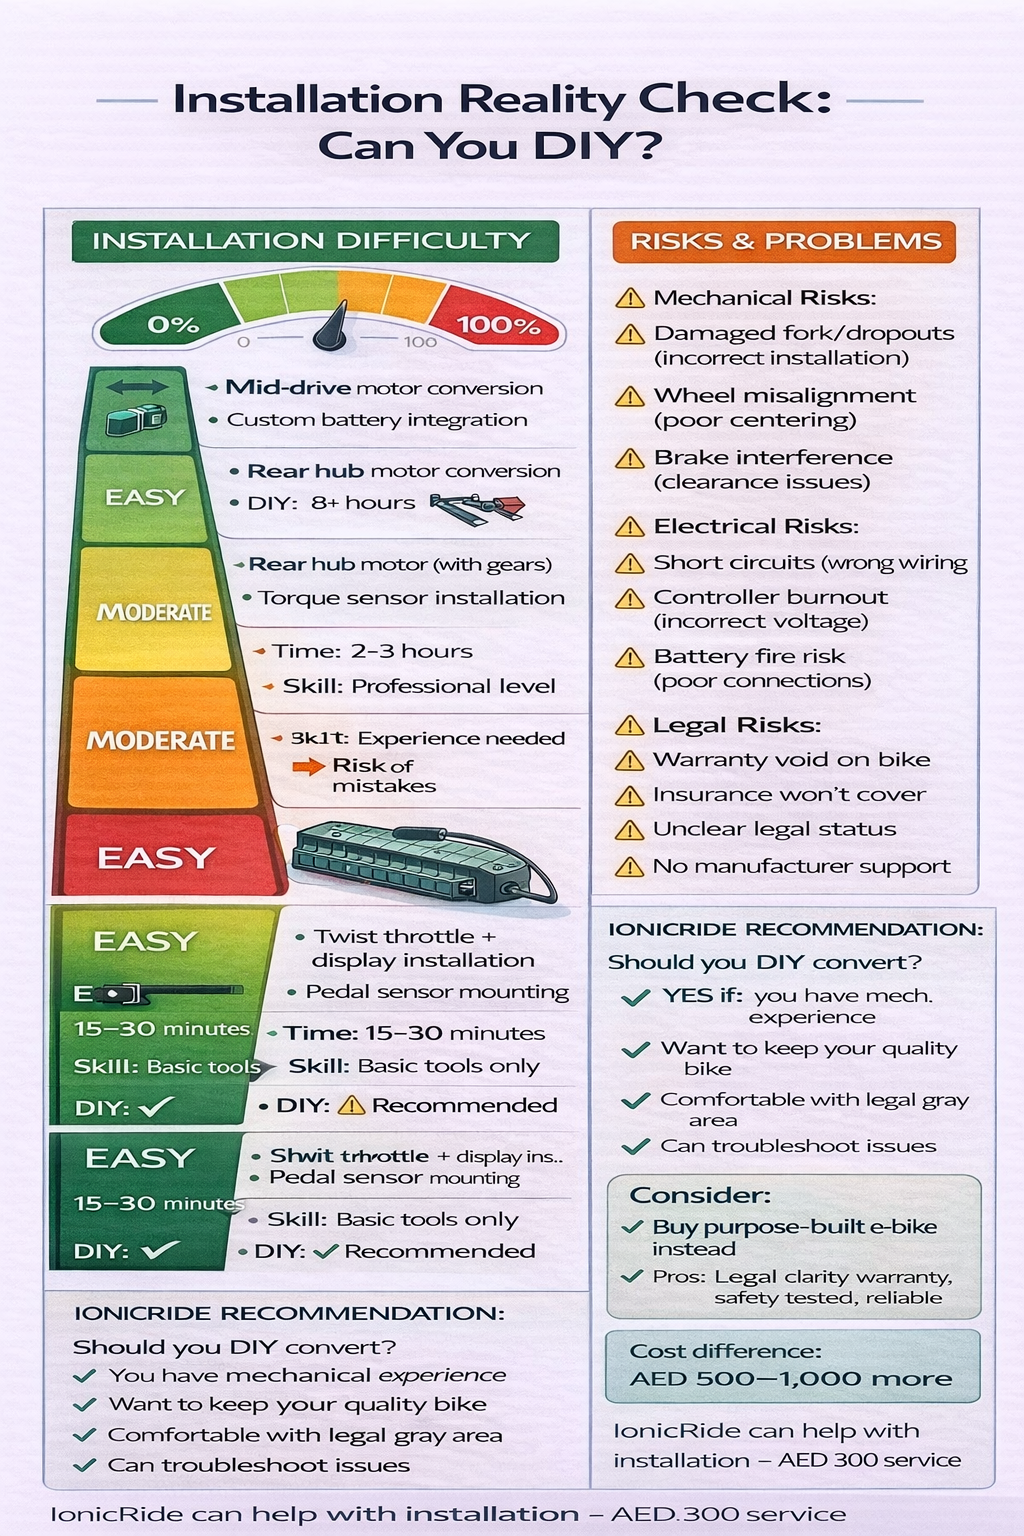 Installation Reality Check:
Can You DIY?
INSTALLATION DIFFICULTY
0%
100%
0
100
• Mid-drive motor conversion
• Custom battery integration
EASY
• Rear hub motor conversion
• DIY: 8+ hours
MODERATE
• Rear hub motor (with gears)
• Torque sensor installation
Time: 2-3 hours
Skill: Professional level
MODERATE
3k1t: Experience needed
Risk of
mistakes
EASY
EASY
• Twist throttle +
display installation
E
• Pedal sensor mounting
15–30 minutes
Time: 15–30 minutes
Skill: Basic tools
Skill: Basic tools only
DIY: ✓
• DIY: ⚠ Recommended
EASY
• Shwit trhrottle + display ins..
• Pedal sensor mounting
15–30 minutes
• Skill: Basic tools only
DIY: ✓
• DIY: ✓ Recommended
IONICRIDE RECOMMENDATION:
Should you DIY convert?
✓ You have mechanical experience
✓ Want to keep your quality bike
✓ Comfortable with legal gray area
✓ Can troubleshoot issues
RISKS & PROBLEMS
⚠ Mechanical Risks:
⚠ Damaged fork/dropouts
(incorrect installation)
⚠ Wheel misalignment
(poor centering)
⚠ Brake interference
(clearance issues)
⚠ Electrical Risks:
⚠ Short circuits (wrong wiring
⚠ Controller burnout
(incorrect voltage)
⚠ Battery fire risk
(poor connections)
⚠ Legal Risks:
⚠ Warranty void on bike
⚠ Insurance won't cover
⚠ Unclear legal status
⚠ No manufacturer support
IONICRIDE RECOMMENDATION:
Should you DIY convert?
✓ YES if: you have mech.
experience
✓ Want to keep your quality
bike
✓ Comfortable with legal gray
area
✓ Can troubleshoot issues
Consider:
✓ Buy purpose-built e-bike
instead
✓ Pros: Legal clarity warranty,
safety tested, reliable
Cost difference:
AED 500–1,000 more
IonicRide can help with
installation – AED 300 service
IonicRide can help with installation – AED.300 service